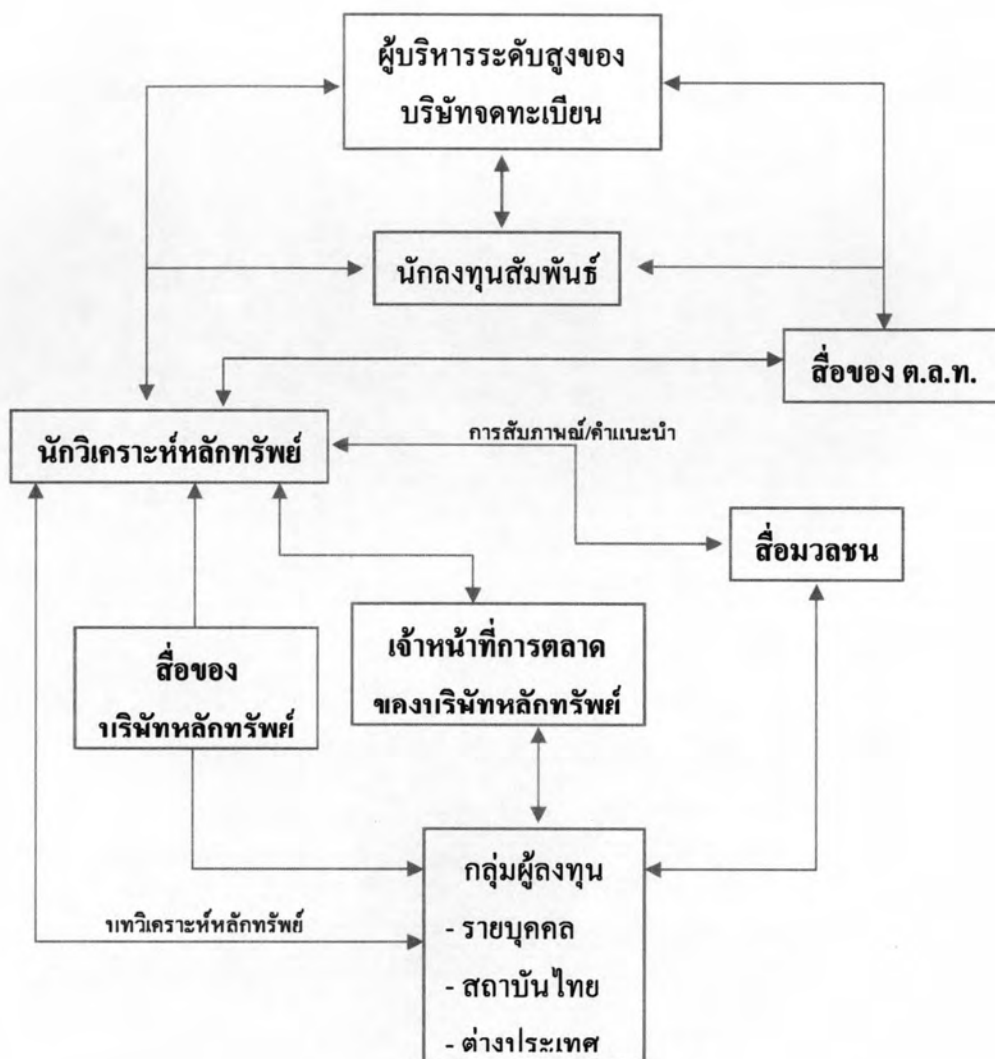 ผู้บริหารระดับสูงของ
บริษัทจดทะเบียน
นักลงทุนสัมพันธ์
สื่อของ ต.ล.ท.
นักวิเคราะห์หลักทรัพย์
การสัมภาษณ์/คำแนะนำ
สื่อมวลชน
สื่อของ
บริษัทหลักทรัพย์
เจ้าหน้าที่การตลาด
ของบริษัทหลักทรัพย์
กลุ่มผู้ลงทุน
- รายบุคคล
- สถาบันไทย
- ต่างประเทศ
บทวิเคราะห์หลักทรัพย์